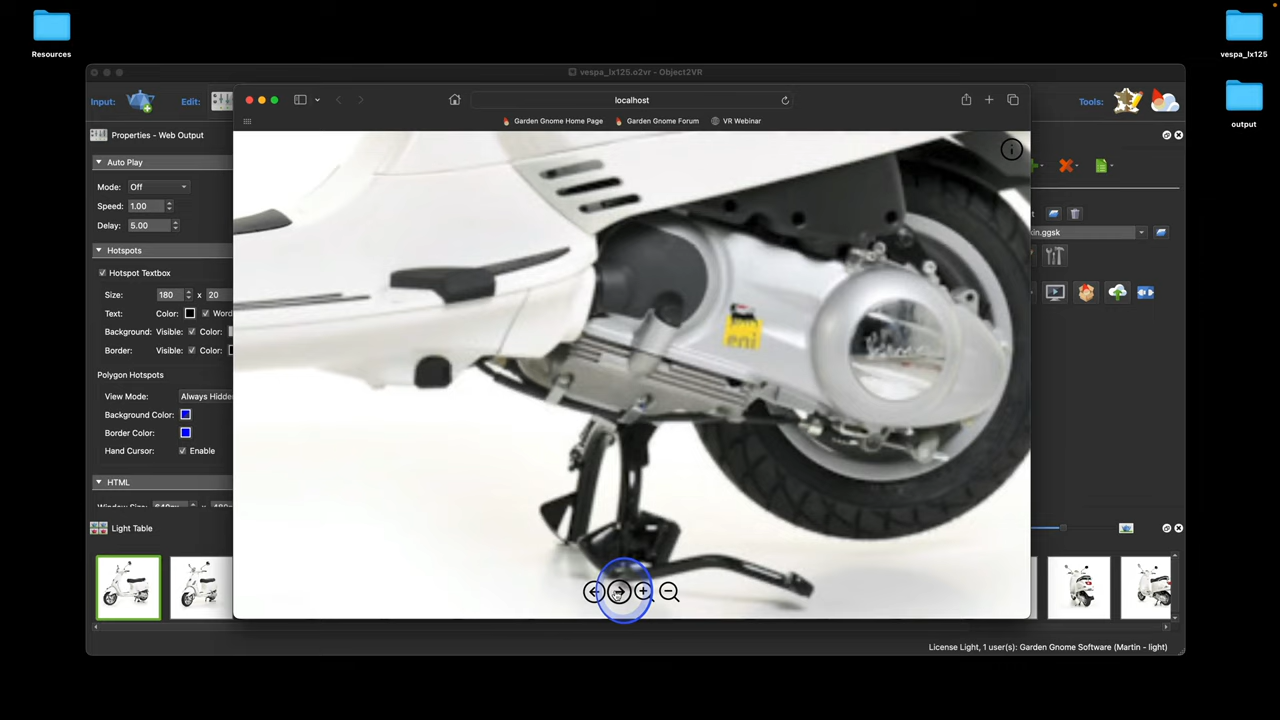 Resources
vespa_lx125
output
vespa_lx125.o2vr - Object2VR
Input:
Edit:
Tools:
localhost
Garden Gnome Home Page
Garden Gnome Forum
VR Webinar
Properties - Web Output
Auto Play
Mode: Off
Speed: 1.00
Delay: 5.00
Hotspots
Hotspot Textbox
Size: 180 x 20
Text: Color: Word
Background: Visible: Color:
Border: Visible: Color:
Polygon Hotspots
View Mode: Always Hidde
Background Color:
Border Color:
Hand Cursor: Enable
HTML
kin.ggsk
eni
Light Table
License Light, 1 user(s): Garden Gnome Software (Martin - light)